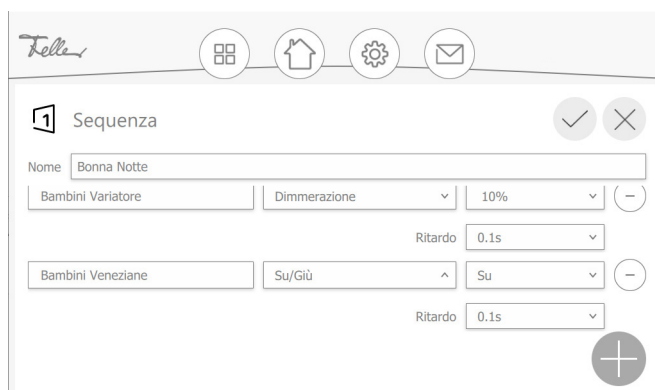 Feller
1 Sequenza
Nome Bonna Notte
Bambini Variatore Dimmerazione 10%
Ritardo 0.1s
Bambini Veneziane Su/Giù Su
Ritardo 0.1s